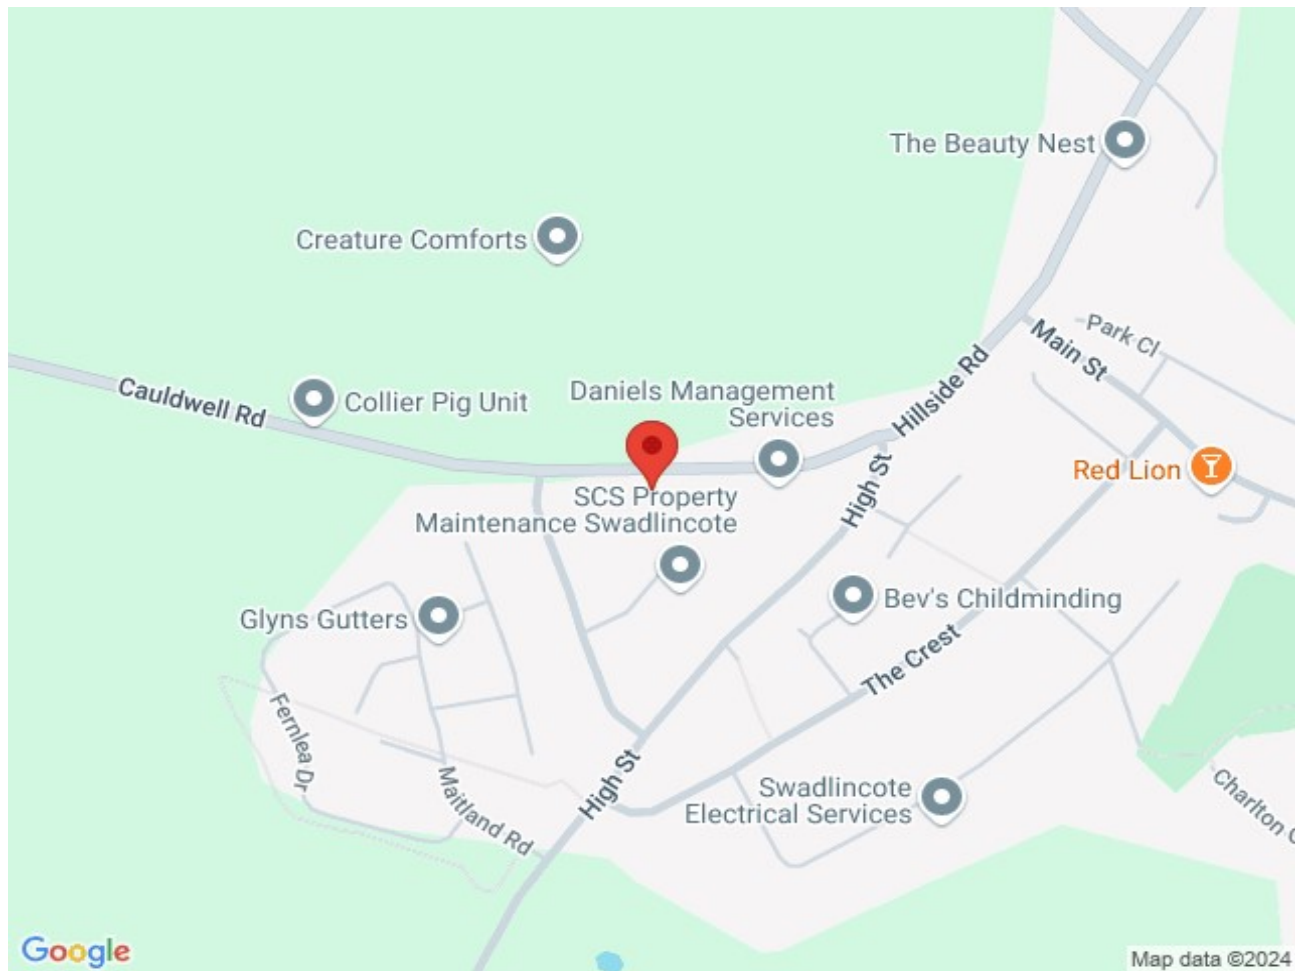 The Beauty Nest
Creature Comforts
Park Cl
Main St
Hillside Rd
Cauldwell Rd
Collier Pig Unit
Daniels Management
Services
Red Lion
High St
SCS Property
Maintenance Swadlincote
Bev's Childminding
Glyns Gutters
The Crest
Fernlea Dr
Maitland Rd
High St
Swadlincote
Electrical Services
Charlton C
Google
Map data ©2024